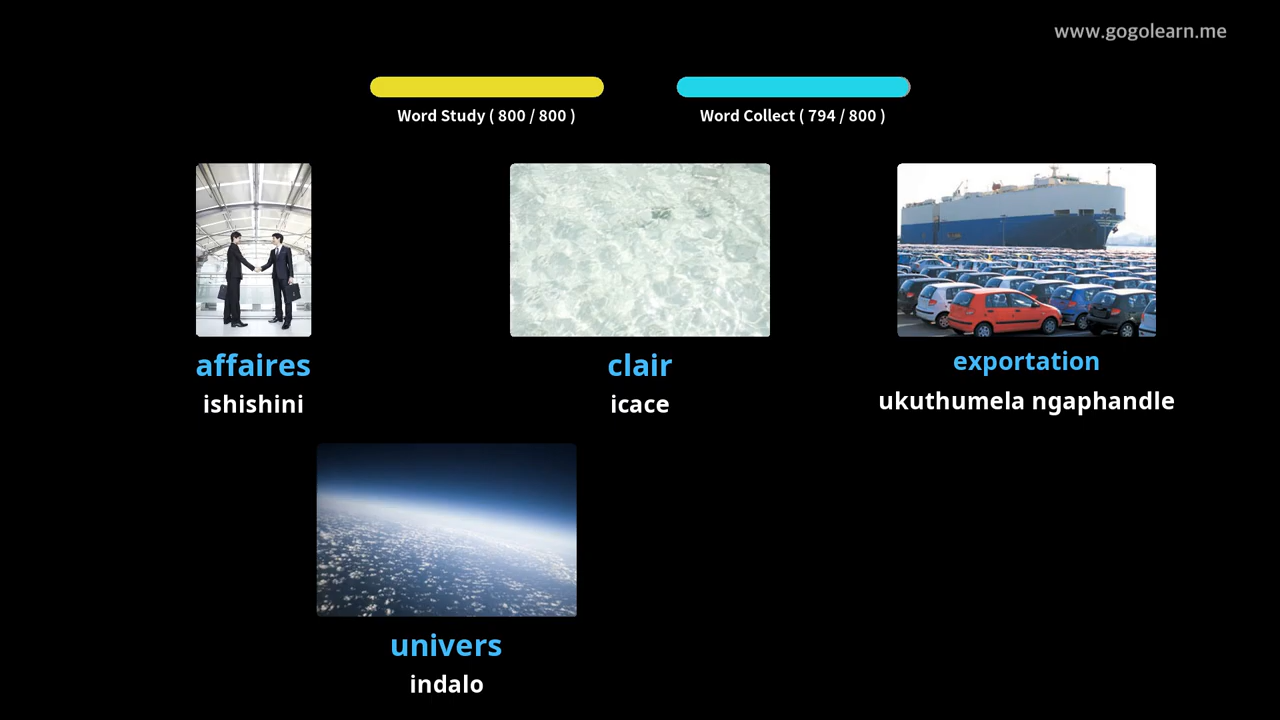 www.gogolearn.me
Word Study ( 800 / 800 )
Word Collect ( 794 / 800 )
affaires
ishishini
clair
icace
exportation
ukuthumela ngaphandle
univers
indalo